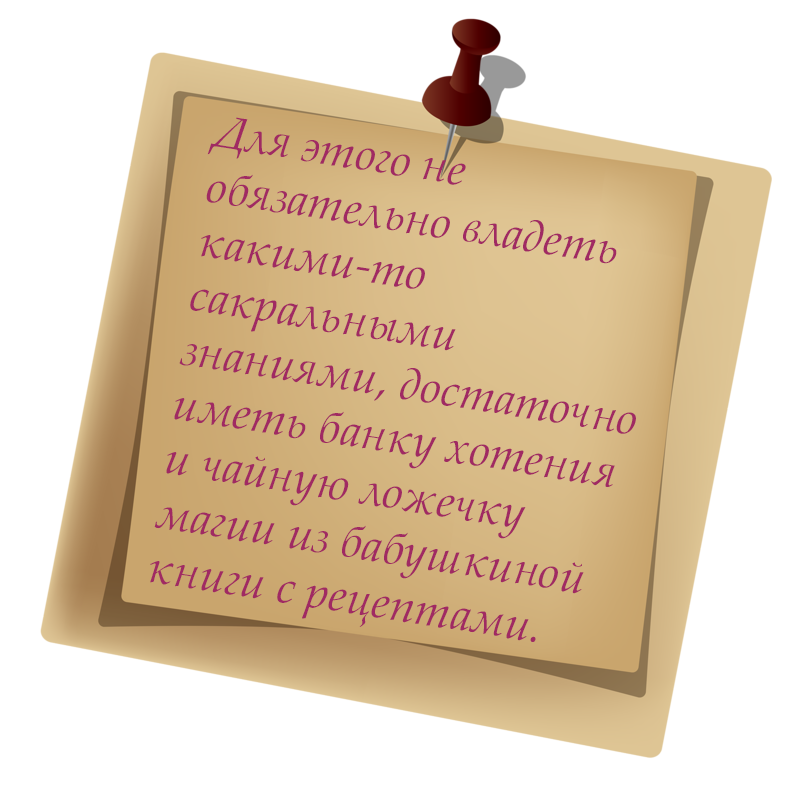 Для этого не
обязательно владеть
какими-то
сакральными
знаниями, достаточно
иметь банку хотения
и чайную ложечку
магии из бабушкиной
книги с рецептами.